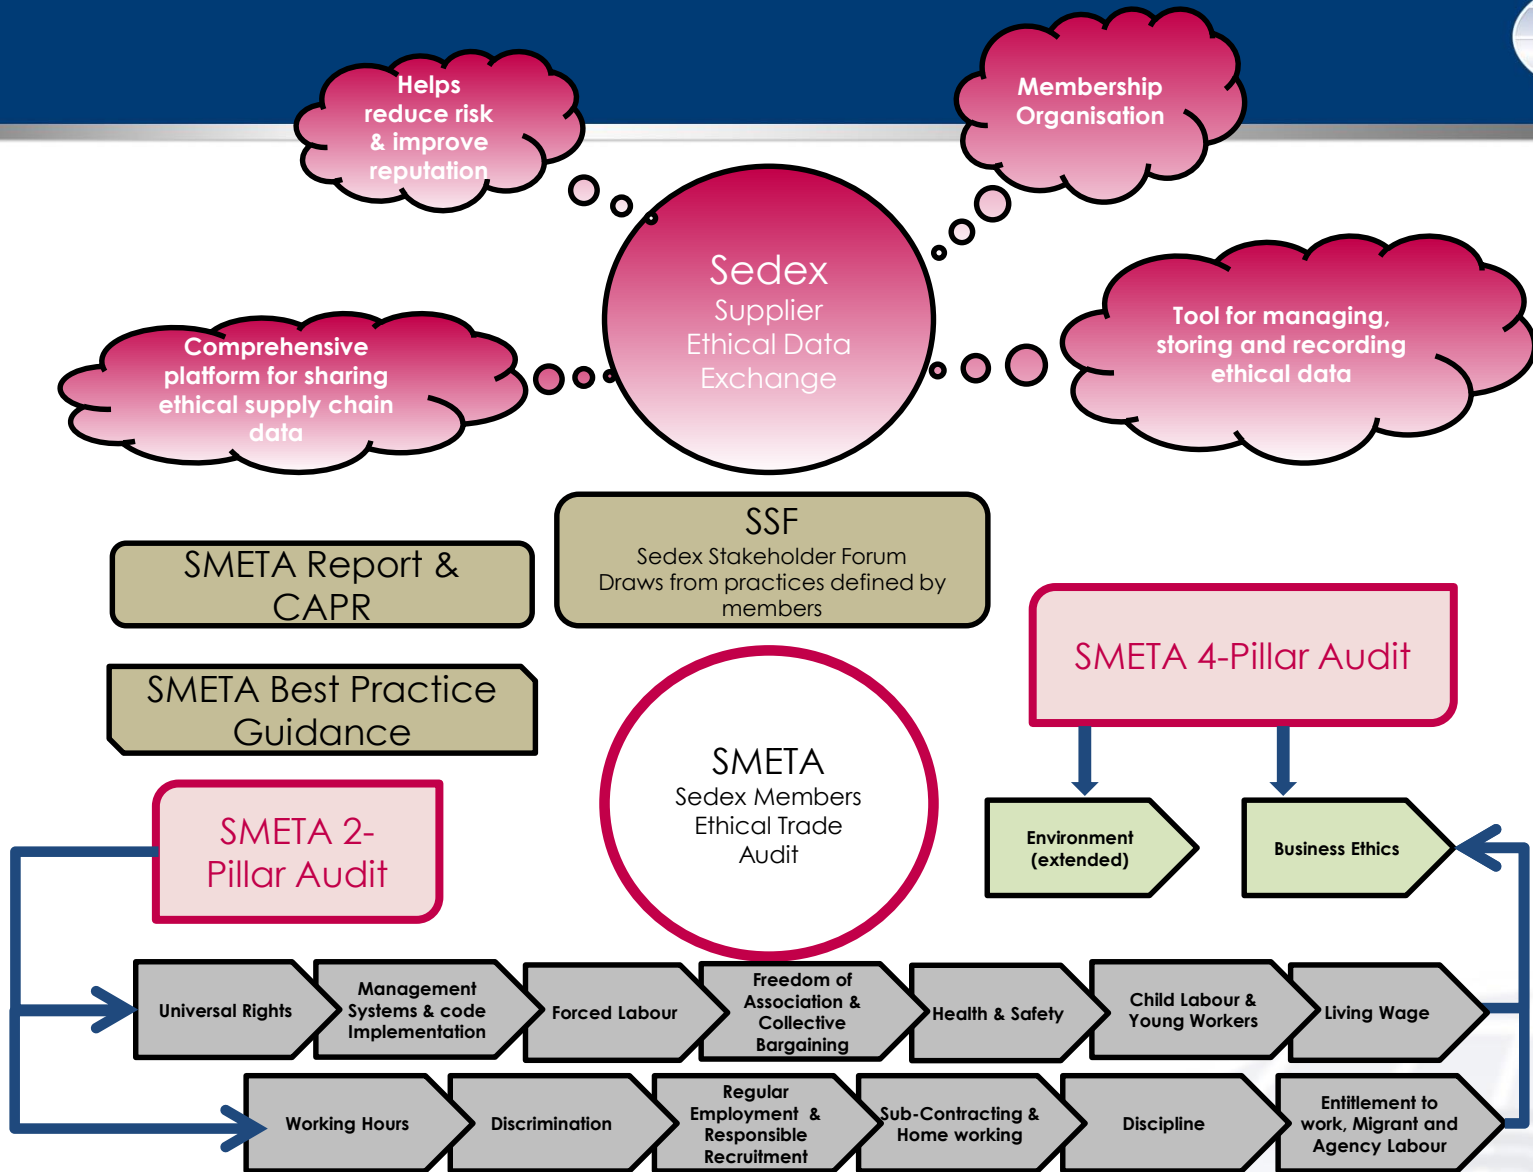 Helps
reduce risk
& improve
reputation
Membership
Organisation
Sedex
Supplier
Ethical Data
Exchange
Comprehensive
platform for sharing
ethical supply chain
data
Tool for managing,
storing and recording
ethical data
SSF
Sedex Stakeholder Forum
Draws from practices defined by
members
SMETA Report &
CAPR
SMETA Best Practice
Guidance
SMETA 4-Pillar Audit
SMETA
Sedex Members
Ethical Trade
Audit
SMETA 2-
Pillar Audit
Environment
(extended)
Business Ethics
Universal Rights
Management
Systems & code
Implementation
Forced Labour
Freedom of
Association &
Collective
Bargaining
Health & Safety
Child Labour &
Young Workers
Living Wage
Working Hours
Discrimination
Regular
Employment &
Responsible
Recruitment
Sub-Contracting &
Home working
Discipline
Entitlement to
work, Migrant and
Agency Labour